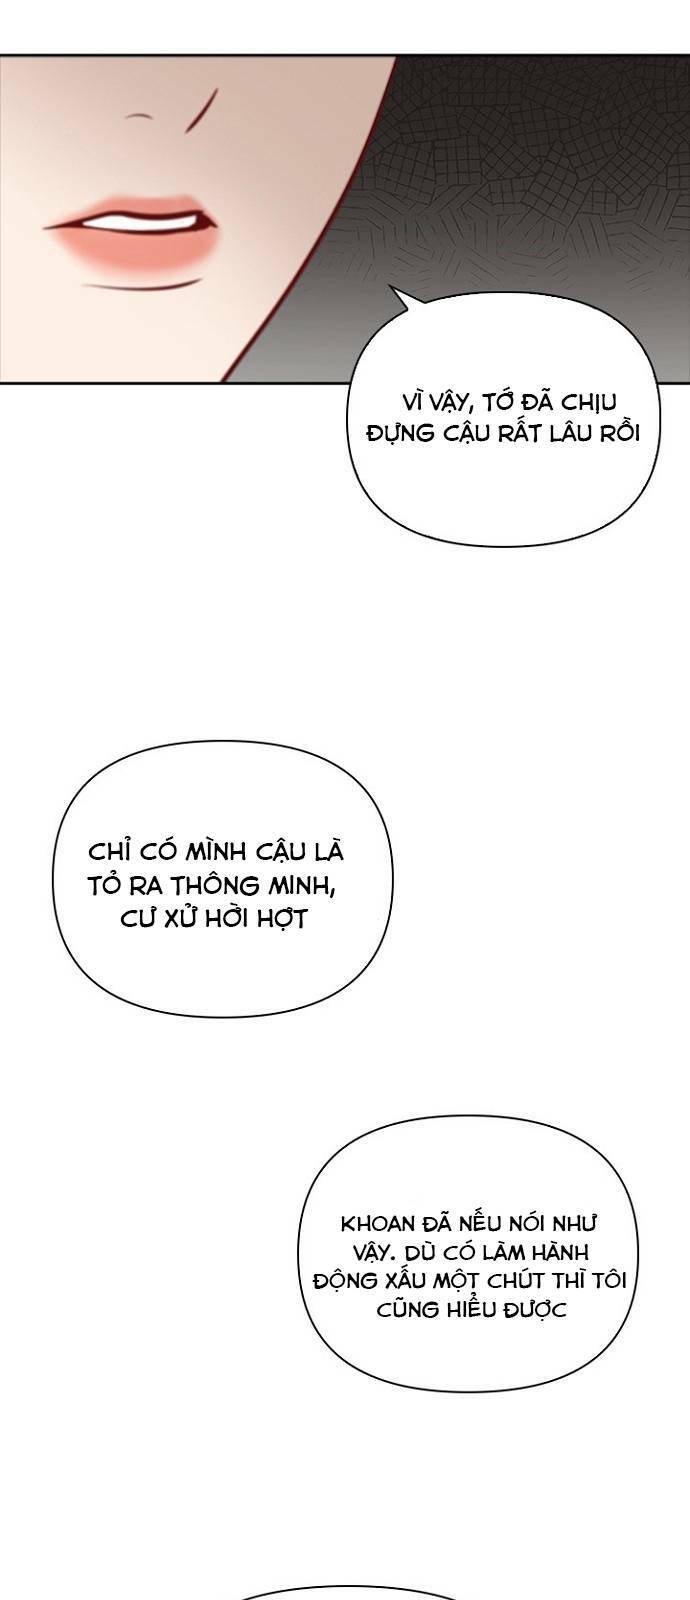 VÌ VẬY, TỚ ĐÃ CHỊU
ĐỰNG CẬU RẤT LÂU RỒI
CHỈ CÓ MÌNH CẬU LÀ
TỎ RA THÔNG MINH,
CƯ XỬ HỜI HỢT
KHOAN ĐÃ NẾU NÓI NHƯ
VẬY. DÙ CÓ LÀM HÀNH
ĐỘNG XẤU MỘT CHÚT THÌ TÔI
CŨNG HIỂU ĐƯỢC